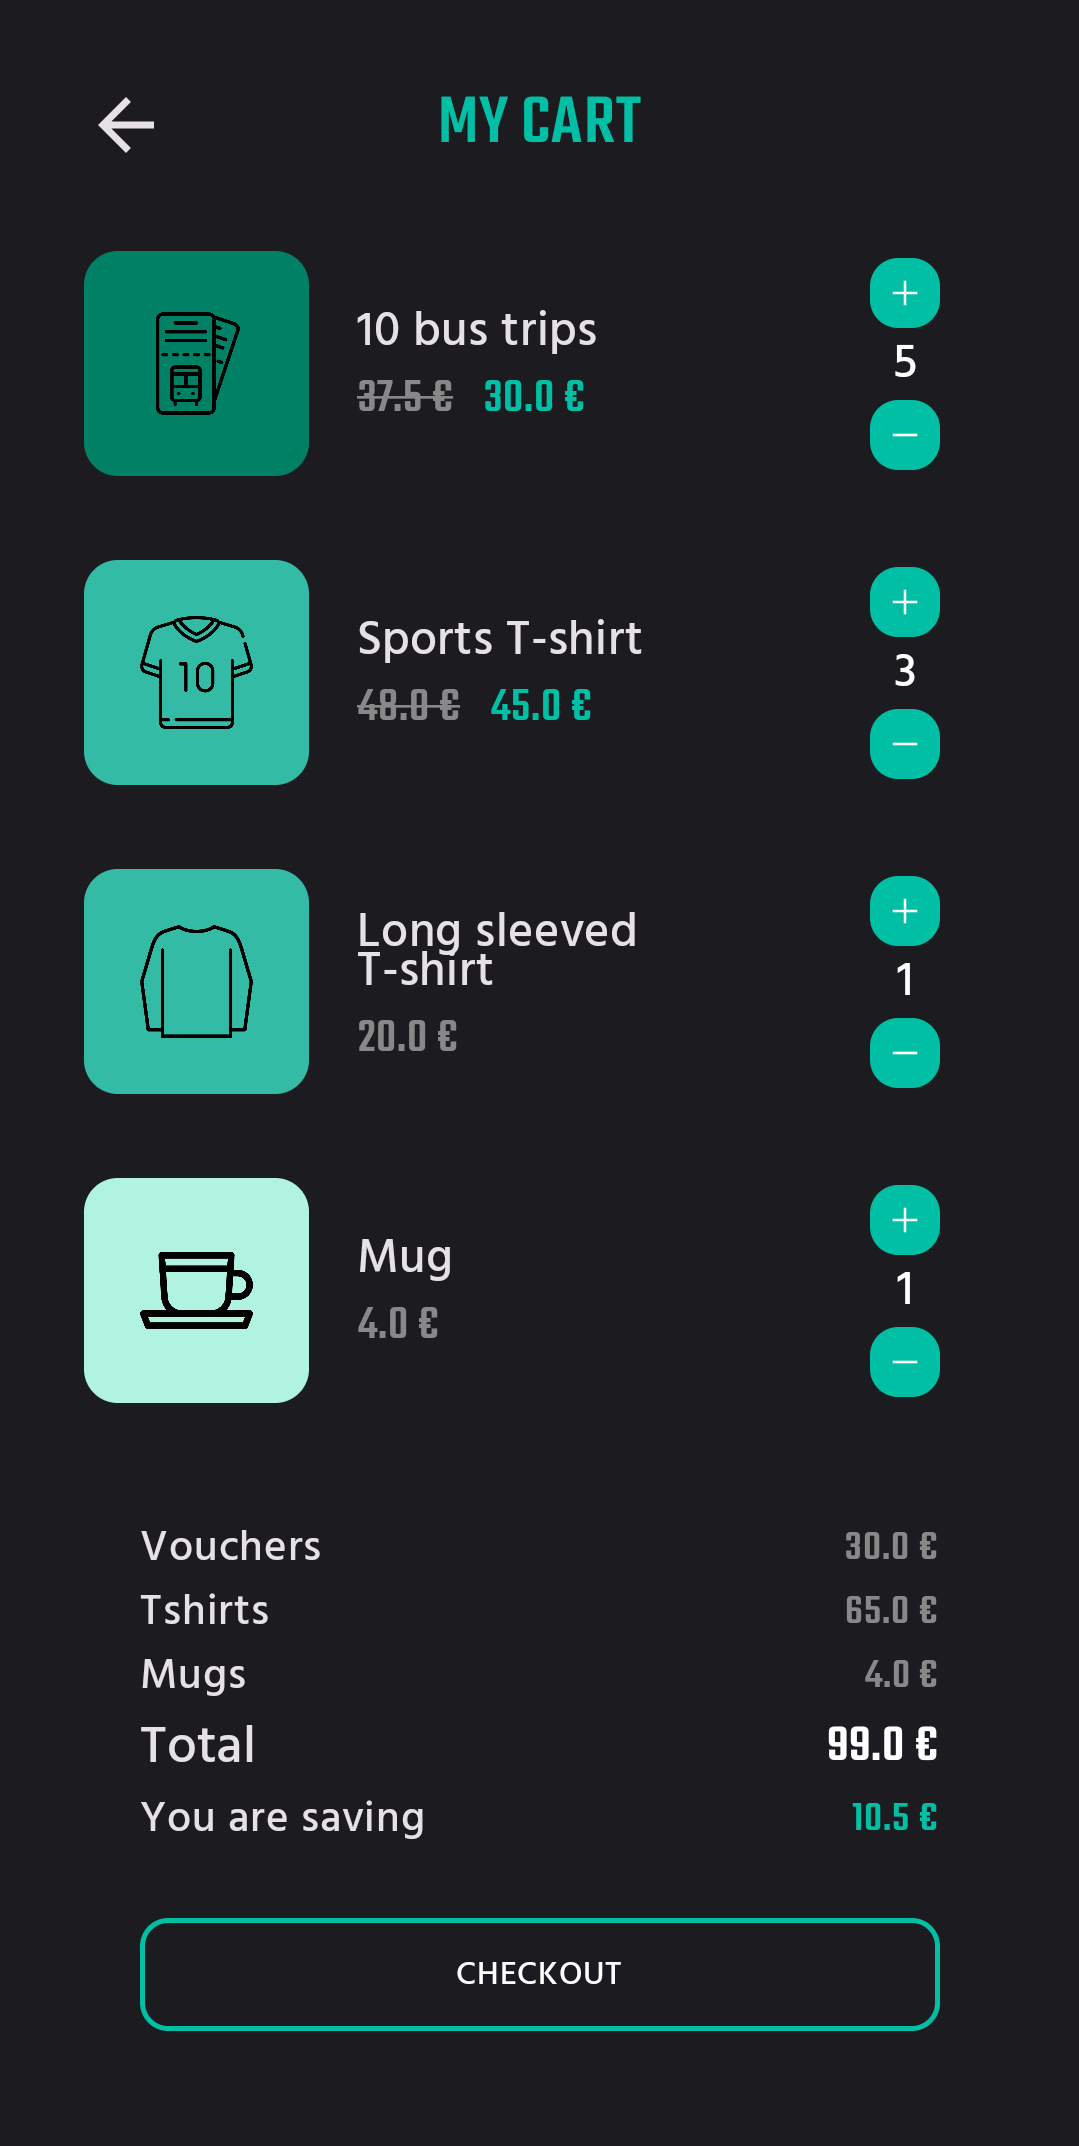 MY CART
10 bus trips
37.5 € 30.0 €
+
5
−
10
Sports T-shirt
48.0 € 45.0 €
+
3
−
Long sleeved
T-shirt
20.0 €
+
1
−
Mug
4.0 €
+
1
−
Vouchers 30.0 €
Tshirts 65.0 €
Mugs 4.0 €
Total 99.0 €
You are saving 10.5 €
CHECKOUT